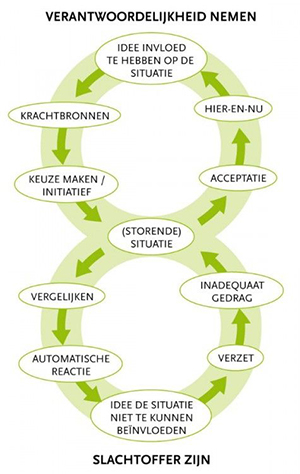 VERANTWOORDELIJKHEID NEMEN
IDEE INVLOED
TE HEBBEN OP DE
SITUATIE
KRACHTBRONNEN
HIER-EN-NU
KEUZE MAKEN /
INITIATIEF
ACCEPTATIE
(STORENDE)
SITUATIE
VERGELIJKEN
INADEQUAAT
GEDRAG
AUTOMATISCHE
REACTIE
VERZET
IDEE DE SITUATIE
NIET TE KUNNEN
BEÏNVLOEDEN
SLACHTOFFER ZIJN